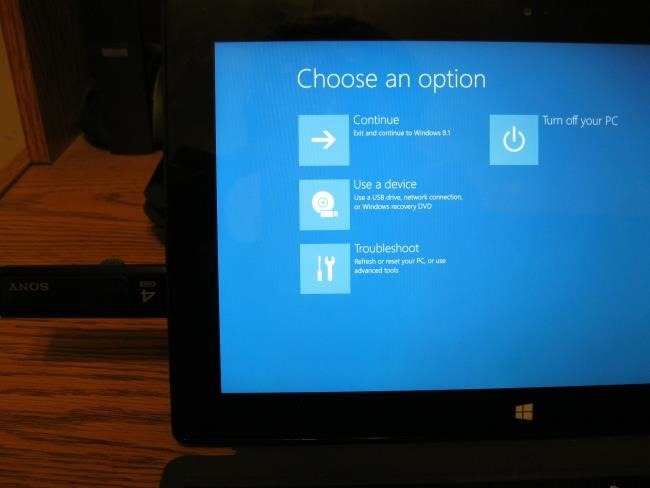 Choose an option
Continue
Exit and continue to Windows 8.1
Turn off your PC
Use a device
Use a USB drive, network connection,
or Windows recovery DVD
Troubleshoot
Refresh or reset your PC, or use
advanced tools
SONY
4
GB